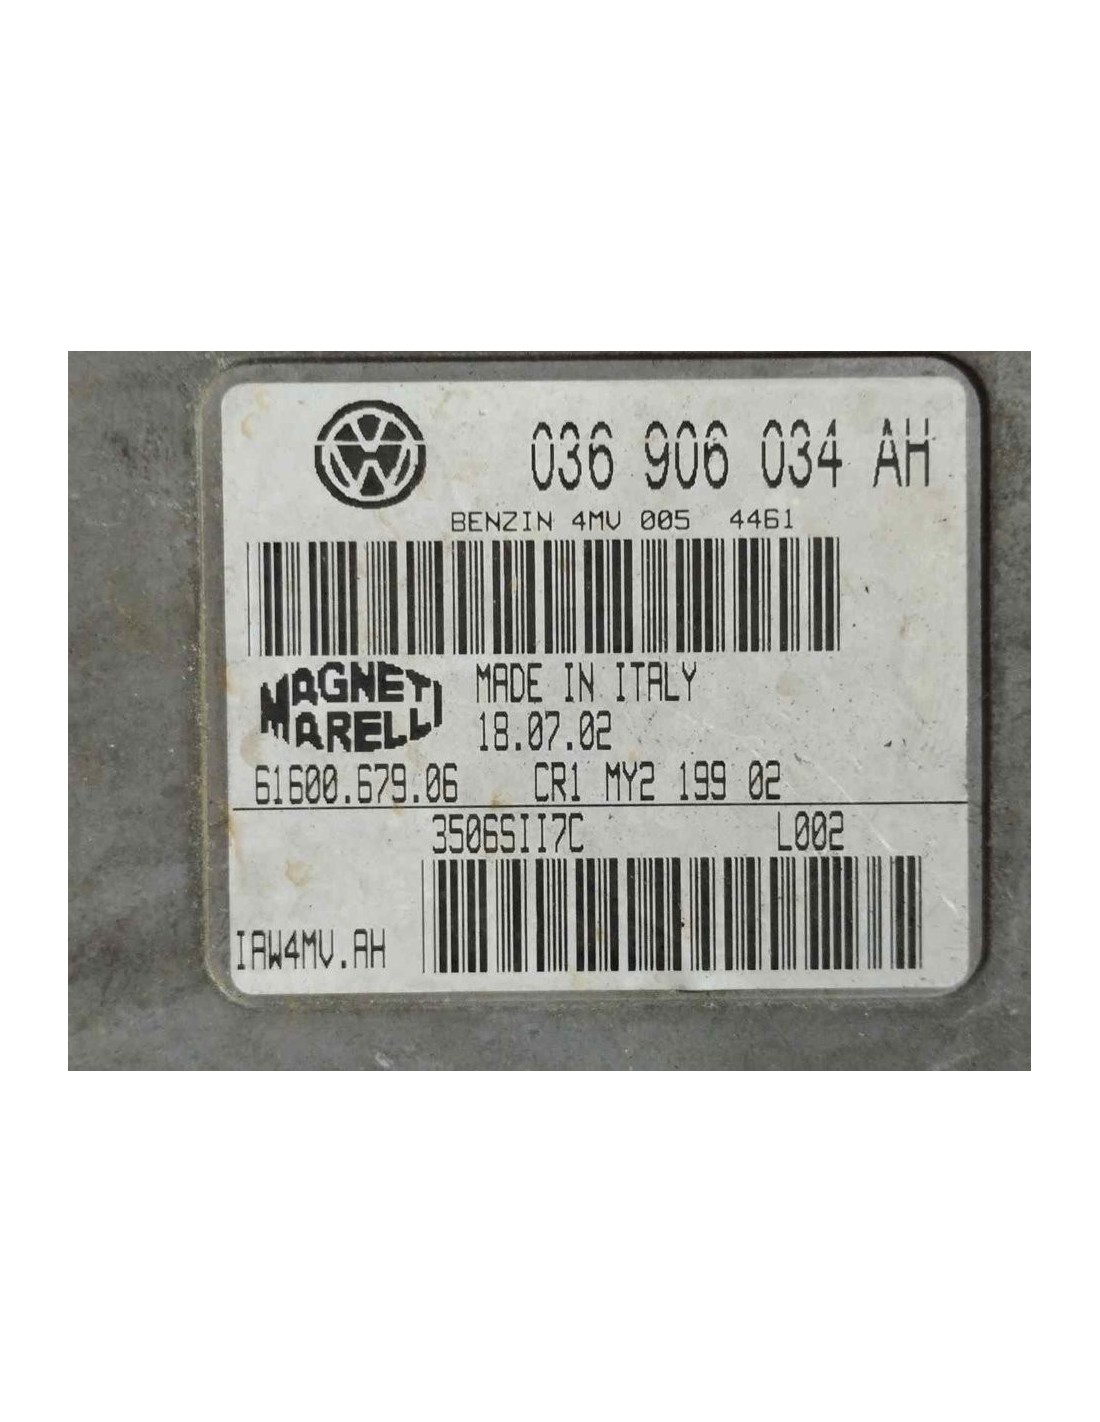 036 906 034 AH
BENZIN 4MV 005 4461
MAGNETI
MARELLI
MADE IN ITALY
18.07.02
61600.679.06 CR1 MY2 199 02
3506SII7C L002
IAW4MV.AH